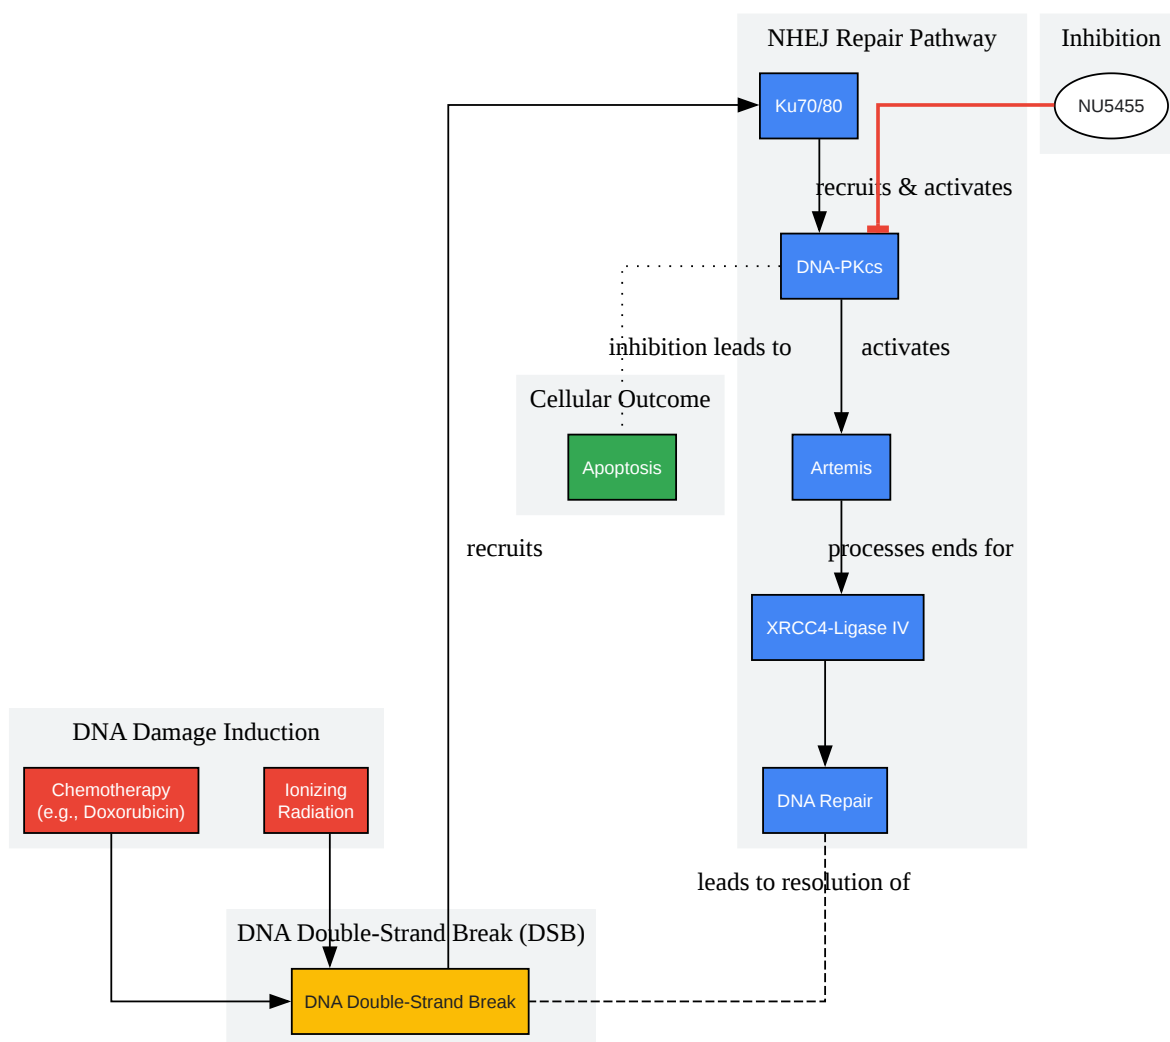 NHEJ Repair Pathway
Inhibition
Ku70/80
NU5455
recruits & activates
DNA-PKcs
inhibition leads to
activates
Cellular Outcome
Apoptosis
Artemis
recruits
processes ends for
XRCC4-Ligase IV
DNA Damage Induction
Chemotherapy
(e.g., Doxorubicin)
Ionizing
Radiation
DNA Repair
leads to resolution of
DNA Double-Strand Break (DSB)
DNA Double-Strand Break